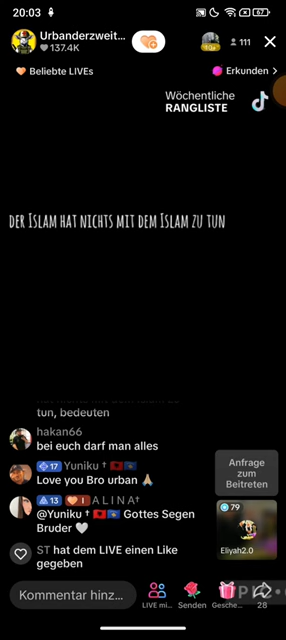 20:03
67
Urbanderzweit...
137.4K
111
Beliebte LIVEs
Erkunden >
Wöchentliche
RANGLISTE
der Islam hat nichts mit dem Islam zu tun
tun, bedeuten
hakan66
bei euch darf man alles
17 Yuniku
Love you Bro urban
13 I A L I N A
@Yuniku Gottes Segen
Bruder
ST hat dem LIVE einen Like
gegeben
Anfrage
zum
Beitreten
79
Eliyah2.0
Kommentar hinz...
LIVE mi...
Senden
Gesche...
28